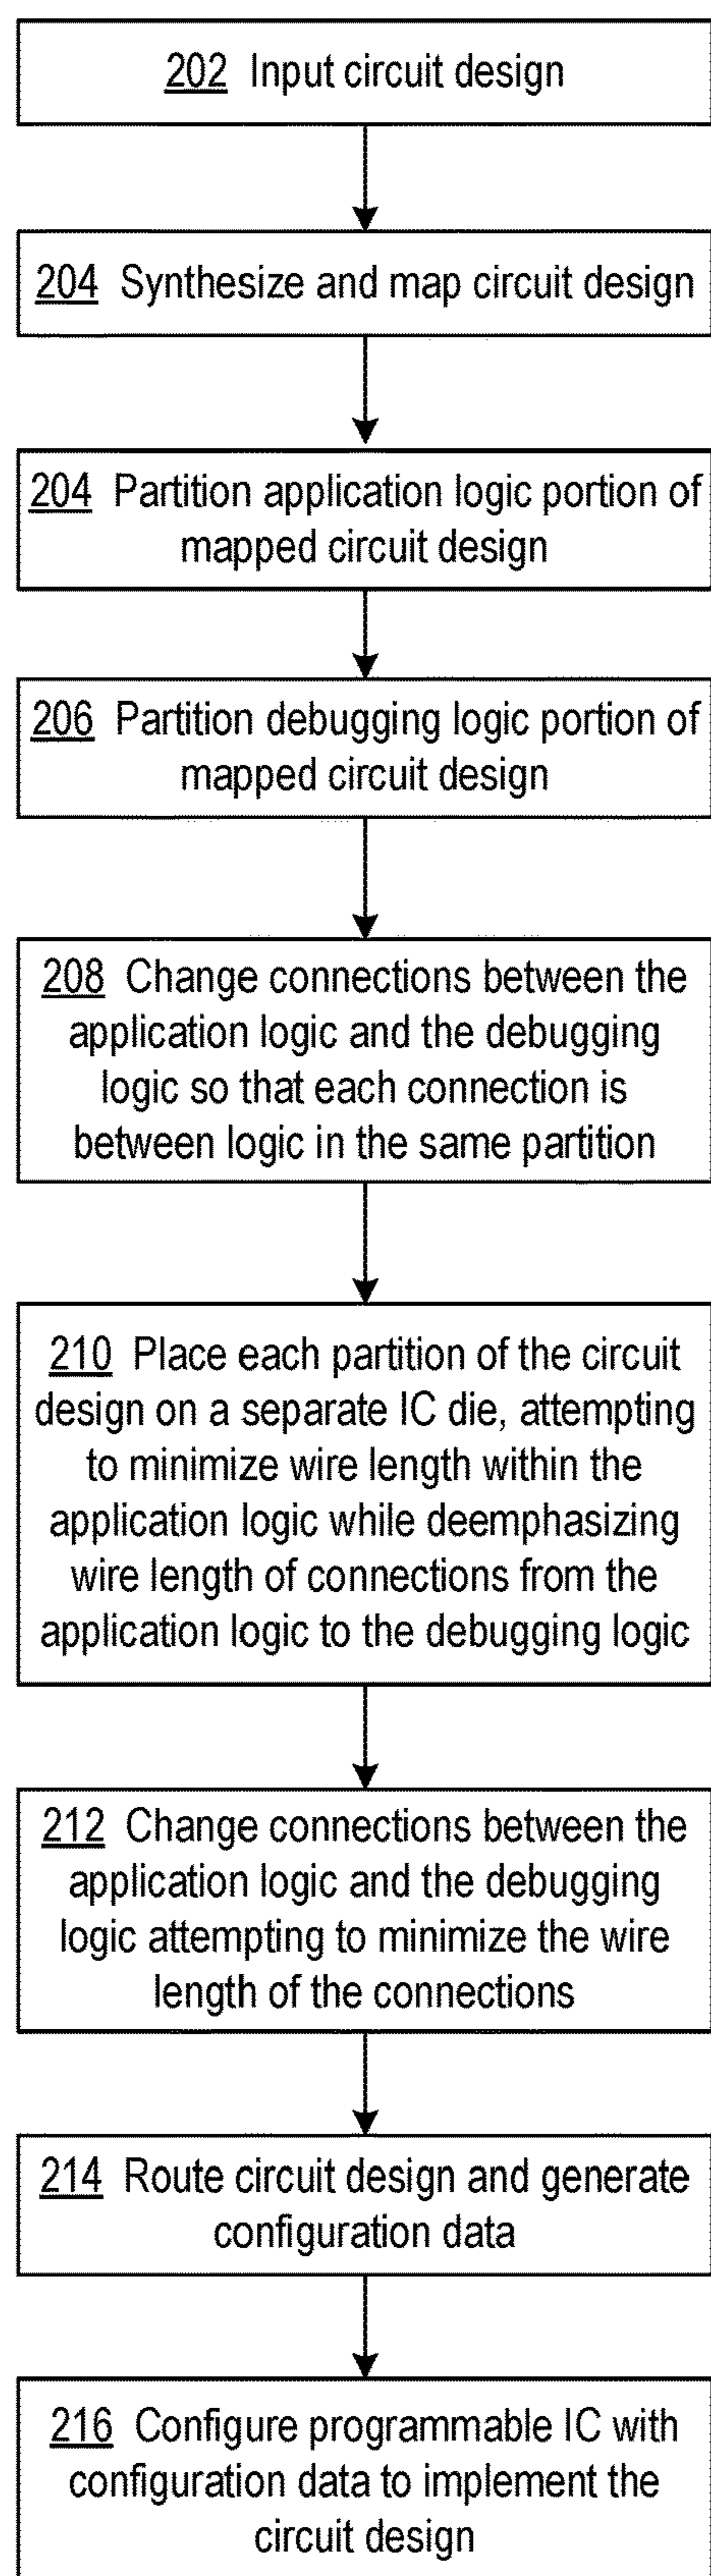 202 Input circuit design
204 Synthesize and map circuit design
204 Partition application logic portion of
mapped circuit design
206 Partition debugging logic portion of
mapped circuit design
208 Change connections between the
application logic and the debugging
logic so that each connection is
between logic in the same partition
210 Place each partition of the circuit
design on a separate IC die, attempting
to minimize wire length within the
application logic while deemphasizing
wire length of connections from the
application logic to the debugging logic
212 Change connections between the
application logic and the debugging
logic attempting to minimize the wire
length of the connections
214 Route circuit design and generate
configuration data
216 Configure programmable IC with
configuration data to implement the
circuit design